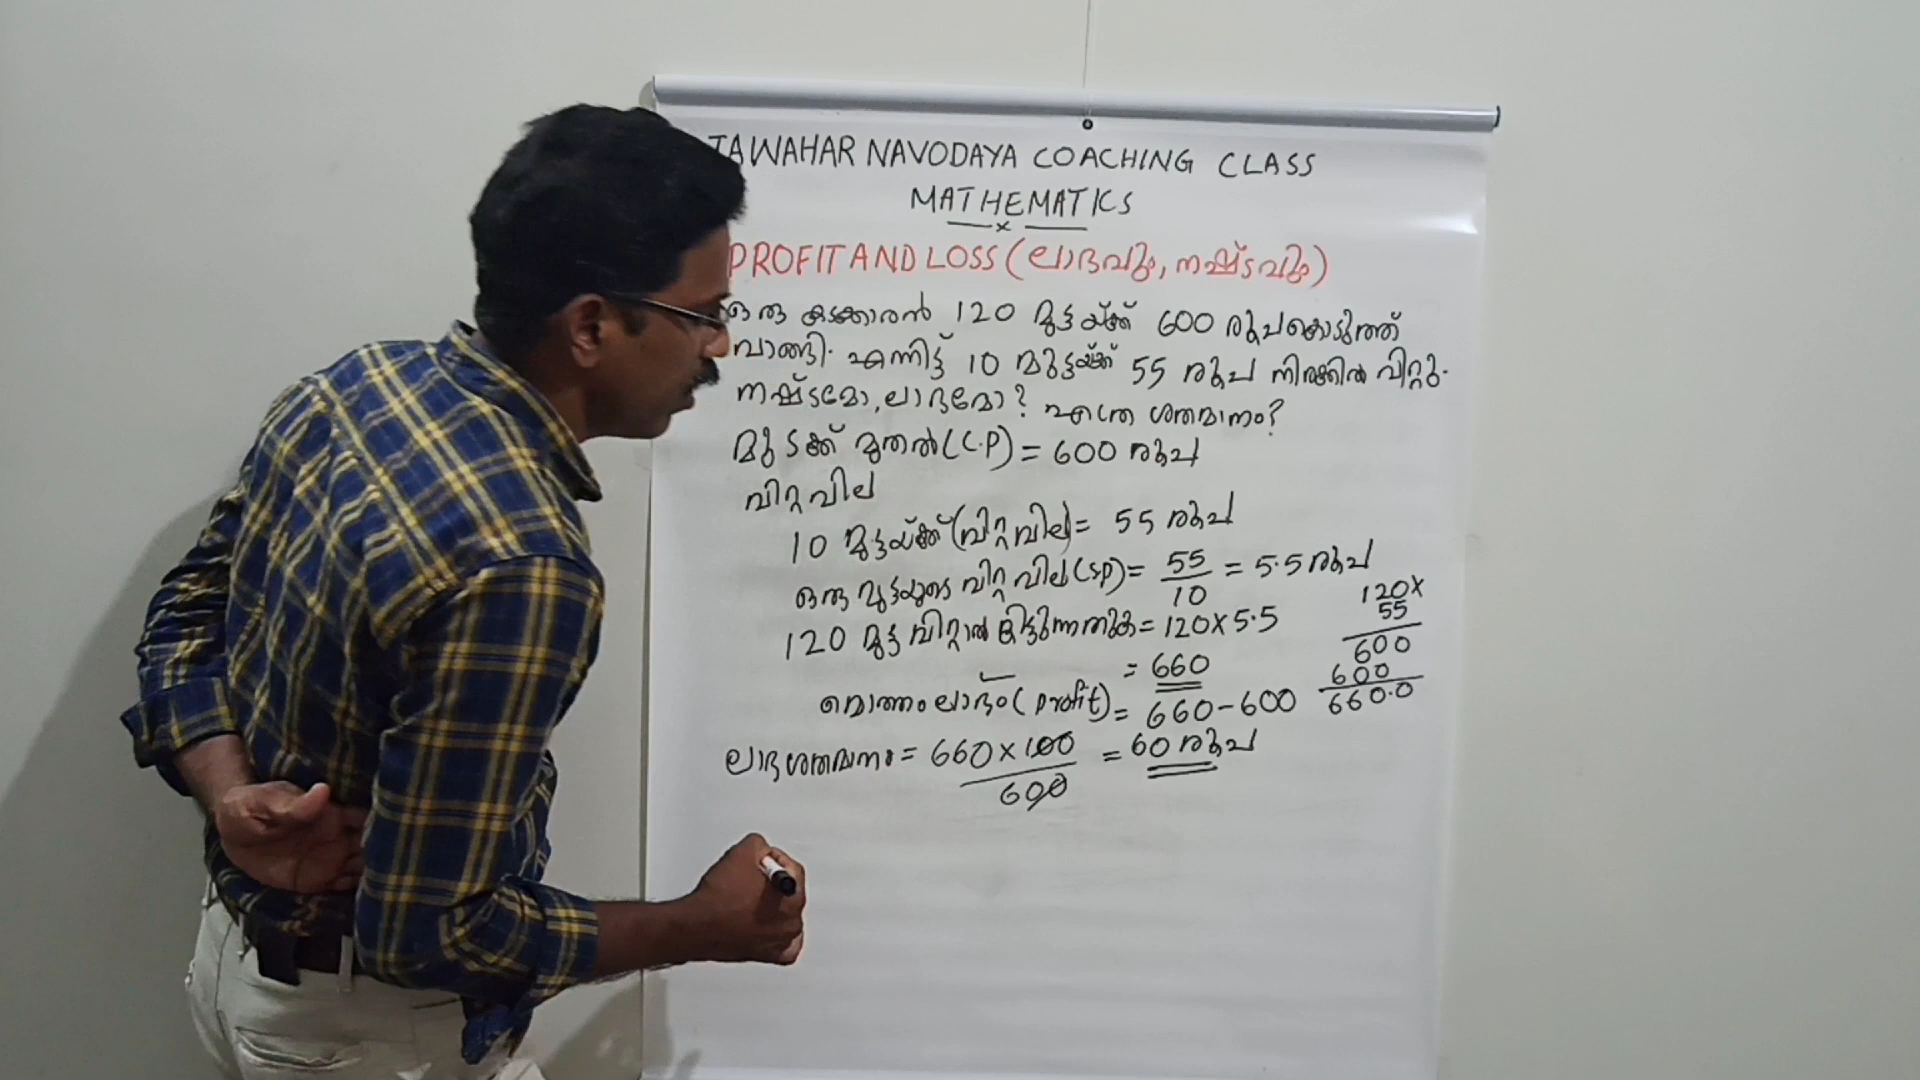 JAWAHAR NAVODAYA COACHING CLASS
MATHEMATICS
x
PROFIT AND LOSS (ലാഭവും, നഷ്ടവും)
ഒരു കടക്കാരൻ 120 മുട്ടയ്ക്ക് 600 രൂപകൊടുത്ത്
വാങ്ങി. എന്നിട്ട് 10 മുട്ടയ്ക്ക് 55 രൂപ നിരക്കിൽ വിറ്റു.
നഷ്ടമോ, ലാഭമോ? എത്ര ശതമാനം?
മുടക്ക് മുതൽ (C.P) = 600 രൂപ
വിറ്റവില
10 മുട്ടയ്ക്ക് (വിറ്റവില) = 55 രൂപ
ഒരു മുട്ടയുടെ വിറ്റ വില (SP) = 55/10 = 5.5 രൂപ
120 മുട്ട വിറ്റാൽ കിട്ടുന്നതുക = 120 x 5.5
= 660
120 x
55
600
600
660.0
മൊത്തം ലാഭം (Profit) = 660 - 600
= 60 രൂപ
ലാഭശതമാനം = 660 x 100
600